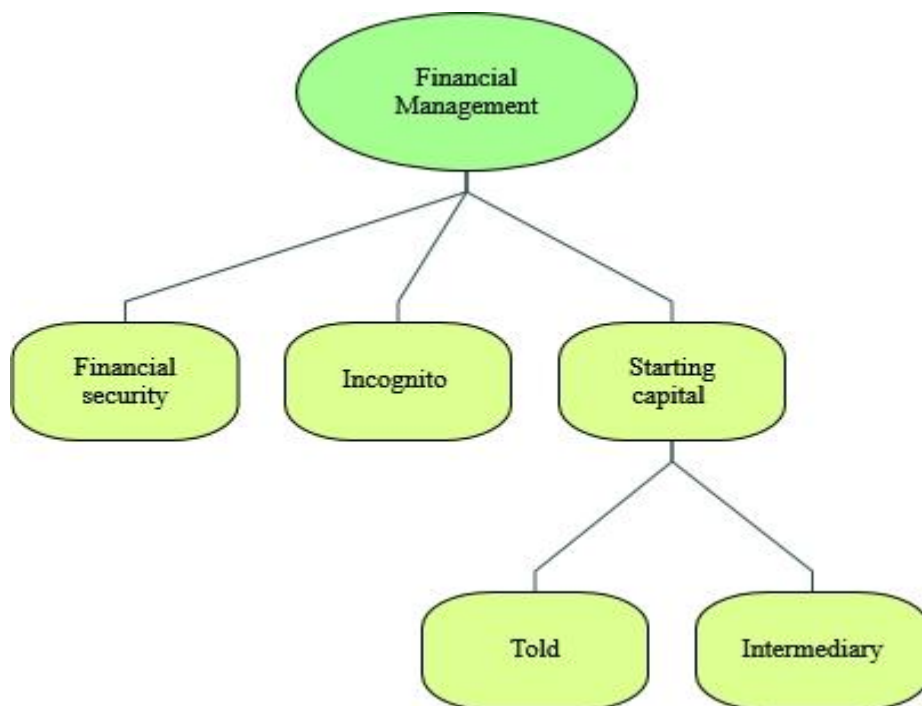 Financial
Management
Financial
security
Incognito
Starting
capital
Told
Intermediary